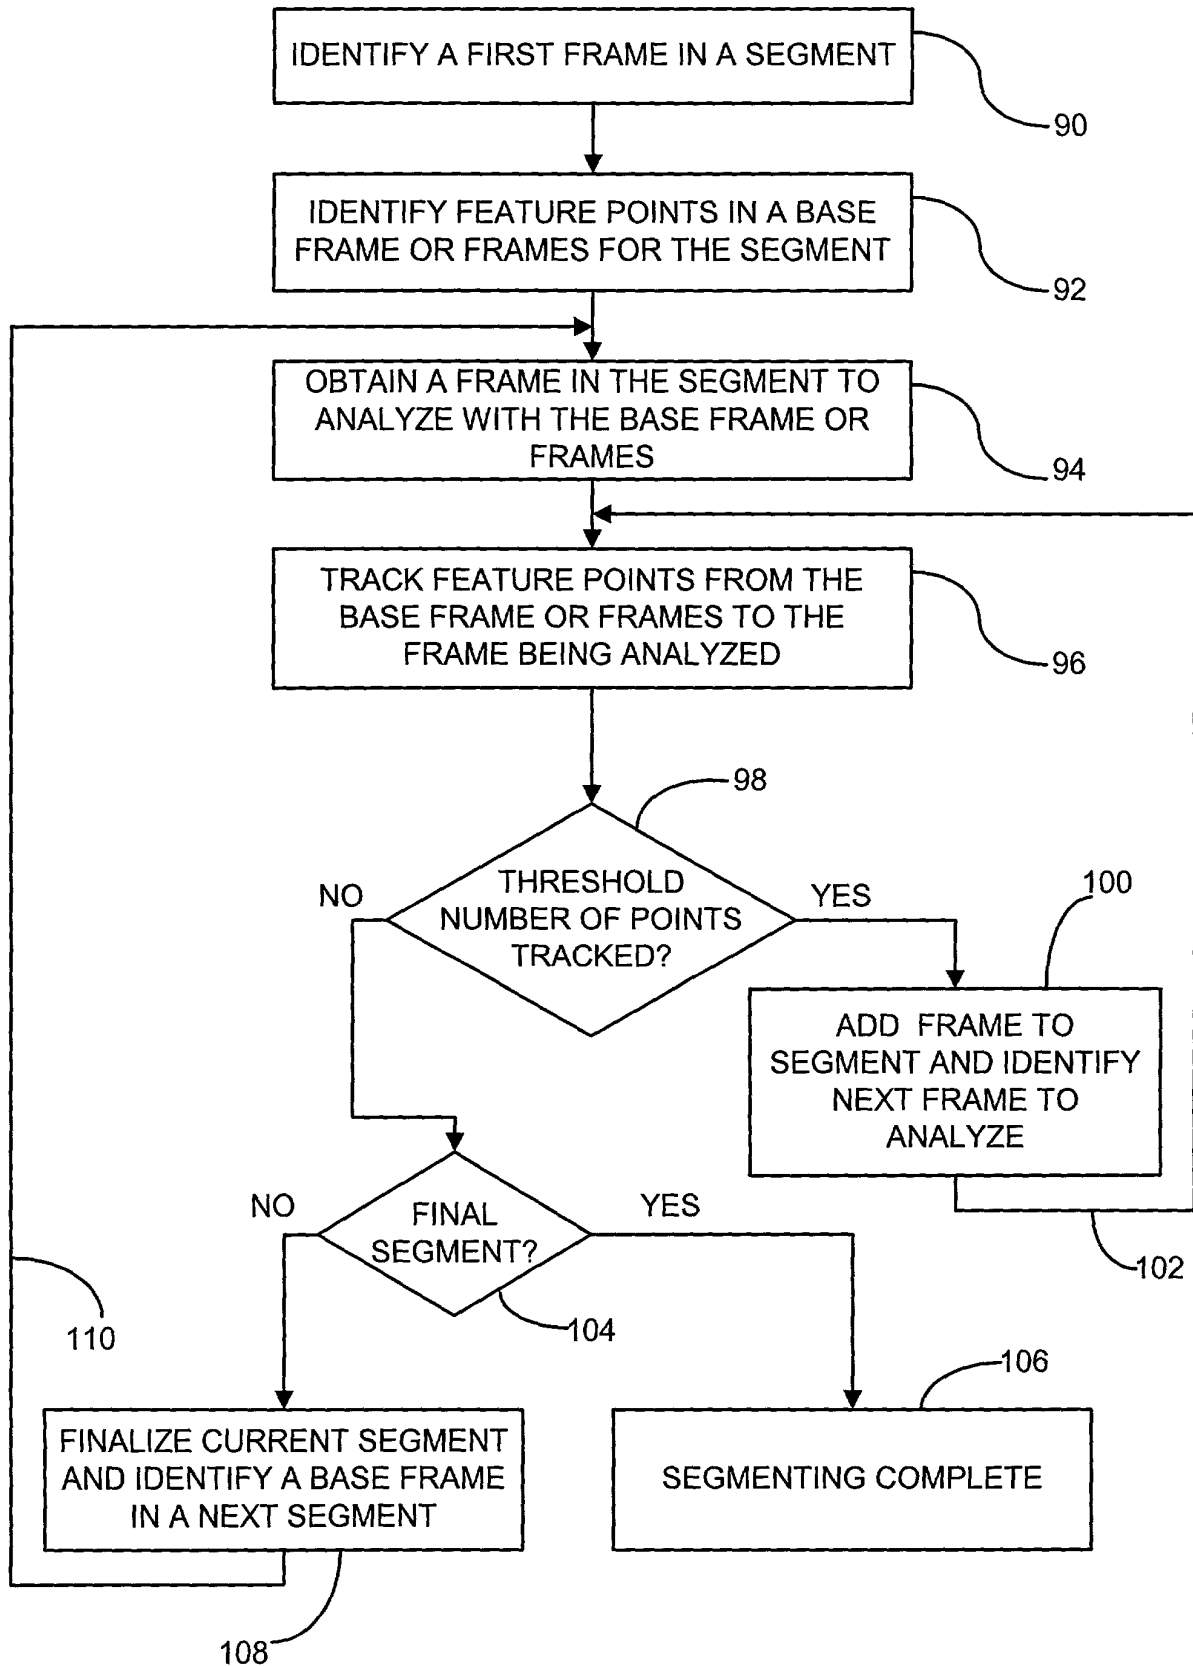 IDENTIFY A FIRST FRAME IN A SEGMENT
90
IDENTIFY FEATURE POINTS IN A BASE
FRAME OR FRAMES FOR THE SEGMENT
92
OBTAIN A FRAME IN THE SEGMENT TO
ANALYZE WITH THE BASE FRAME OR
FRAMES
94
TRACK FEATURE POINTS FROM THE
BASE FRAME OR FRAMES TO THE
FRAME BEING ANALYZED
96
98
THRESHOLD
NUMBER OF POINTS
TRACKED?
NO
YES
100
ADD FRAME TO
SEGMENT AND IDENTIFY
NEXT FRAME TO
ANALYZE
102
FINAL
SEGMENT?
NO
YES
104
110
106
FINALIZE CURRENT SEGMENT
AND IDENTIFY A BASE FRAME
IN A NEXT SEGMENT
SEGMENTING COMPLETE
108